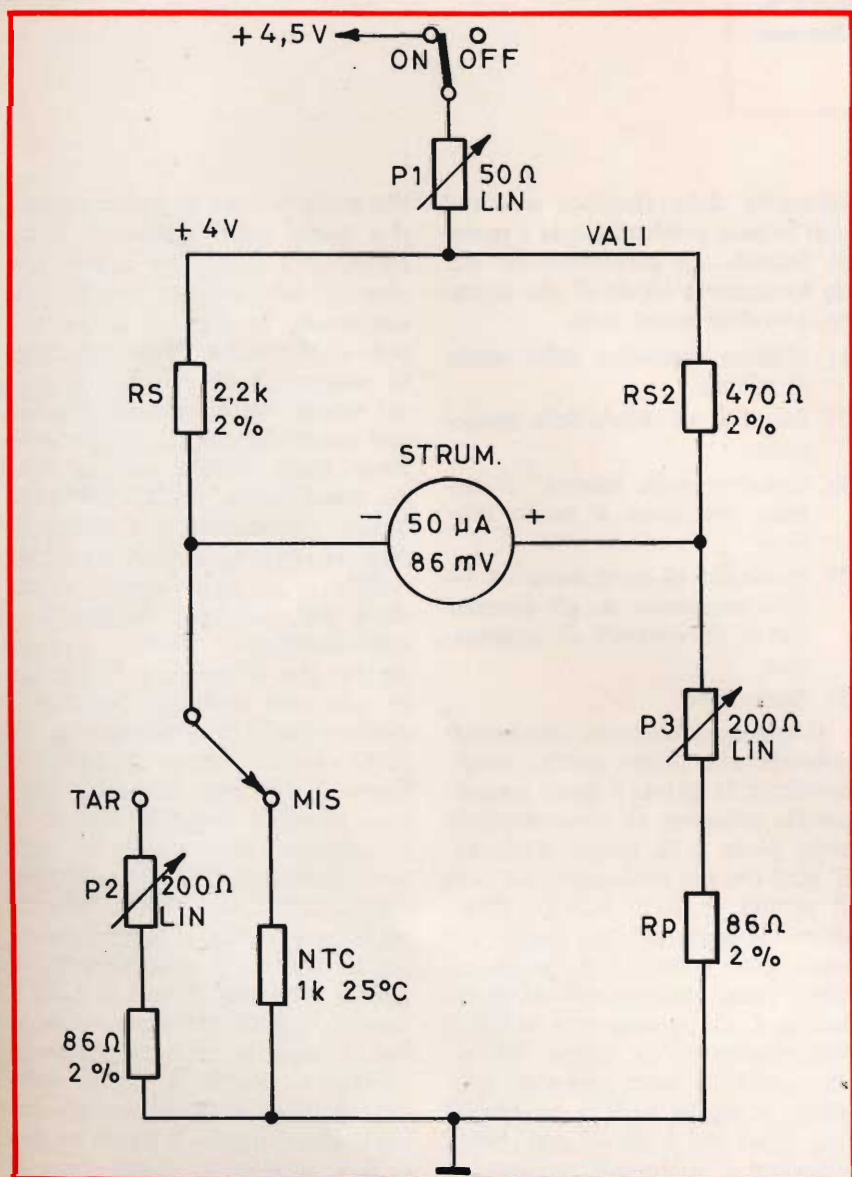 + 4,5V
ON OFF
P1 50Ω
LIN
+ 4V
VALI
RS 2,2k
2%
RS2 470Ω
2%
STRUM.
− +
50 µA
86 mV
P3 200Ω
LIN
TAR MIS
P2 200Ω
LIN
NTC
1k 25°C
Rp 86Ω
2%
86Ω
2%